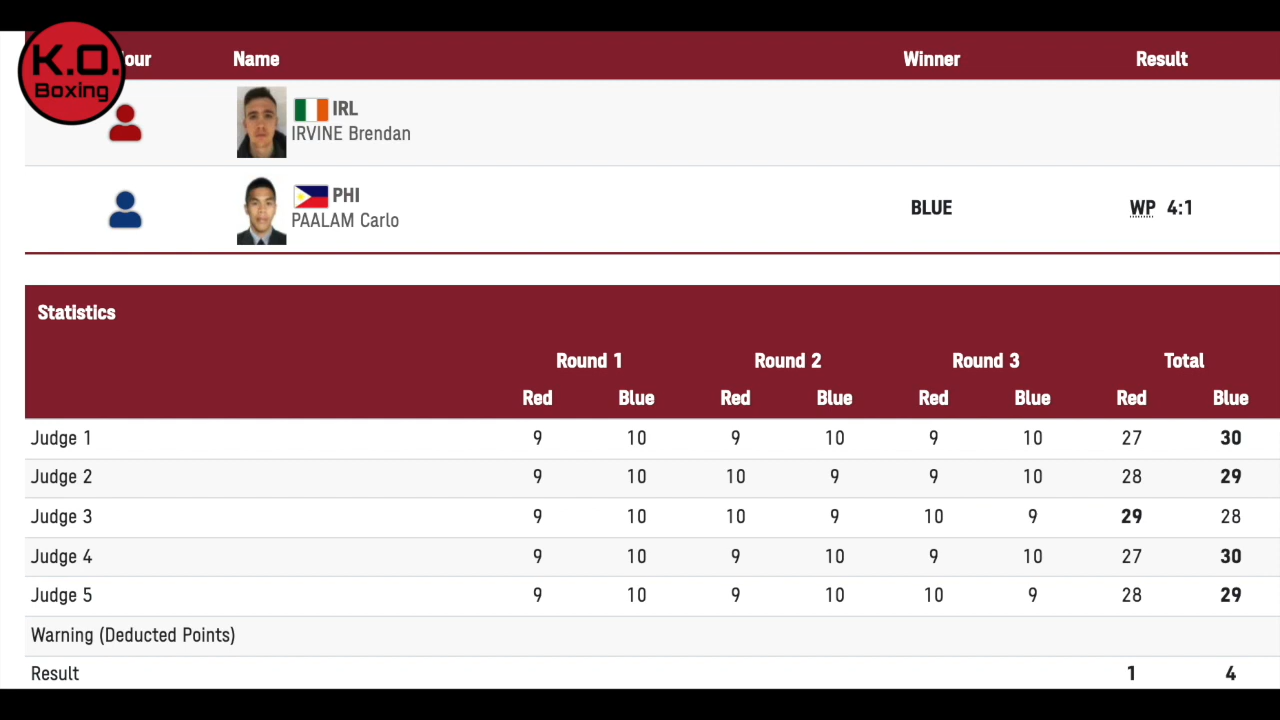 K.O.
Boxing
our Name Winner Result
IRL
IRVINE Brendan
PHI
PAALAM Carlo
BLUE WP 4:1
Statistics
Round 1 Round 2 Round 3 Total
Red Blue Red Blue Red Blue Red Blue
Judge 1 9 10 9 10 9 10 27 30
Judge 2 9 10 10 9 9 10 28 29
Judge 3 9 10 10 9 10 9 29 28
Judge 4 9 10 9 10 9 10 27 30
Judge 5 9 10 9 10 10 9 28 29
Warning (Deducted Points)
Result 1 4